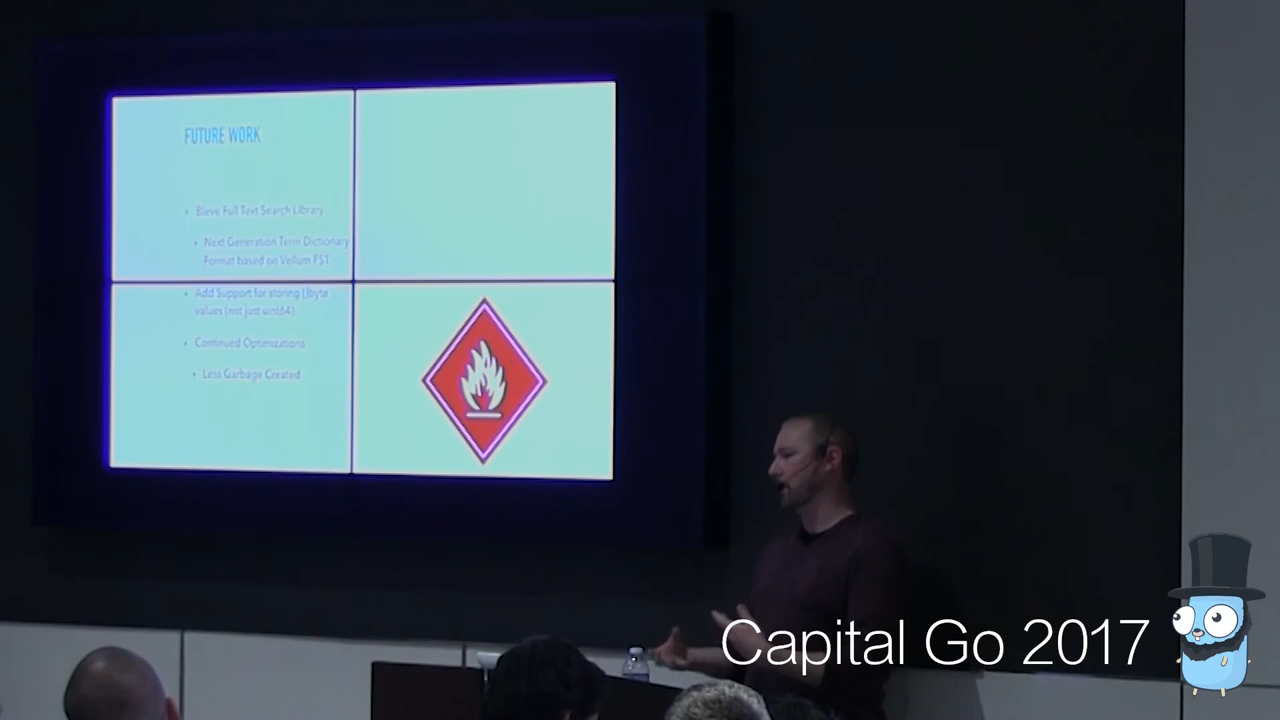 FUTURE WORK
Bleve Full Text Search Library
Next Generation Term Dictionary
Format based on Vellum FST
Add Support for storing []byte
values (not just uint64)
Continued Optimizations
Less Garbage Created
Capital Go 2017